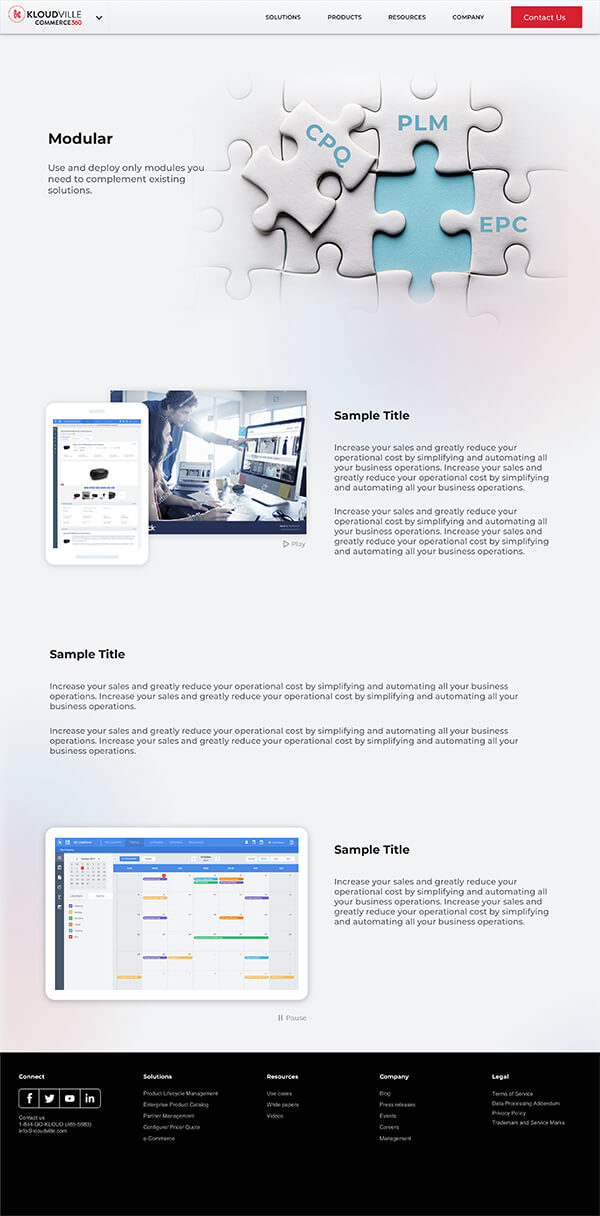 KLOUDVILLE
COMMERCE360
SOLUTIONS
PRODUCTS
RESOURCES
COMPANY
Contact Us
Modular
Use and deploy only modules you
need to complement existing
solutions.
CPQ
PLM
EPC
Sample Title
Increase your sales and greatly reduce your
operational cost by simplifying and automating all
your business operations. Increase your sales and
greatly reduce your operational cost by simplifying
and automating all your business operations.
Increase your sales and greatly reduce your
operational cost by simplifying and automating all
your business operations. Increase your sales and
greatly reduce your operational cost by simplifying
and automating all your business operations.
Play
Sample Title
Increase your sales and greatly reduce your operational cost by simplifying and automating all your business
operations. Increase your sales and greatly reduce your operational cost by simplifying and automating all your
business operations.
Increase your sales and greatly reduce your operational cost by simplifying and automating all your business
operations. Increase your sales and greatly reduce your operational cost by simplifying and automating all your
business operations.
Sample Title
Increase your sales and greatly reduce your
operational cost by simplifying and automating all
your business operations. Increase your sales and
greatly reduce your operational cost by simplifying
and automating all your business operations.
Pause
Connect
Contact us
1-844-GO-KLOUD (465-5683)
info@kloudville.com
Solutions
Product Lifecycle Management
Enterprise Product Catalog
Partner Management
Configure/ Price/ Quote
e-Commerce
Resources
Use cases
White papers
Videos
Company
Blog
Press releases
Events
Careers
Management
Legal
Terms of Service
Data Processing Addendum
Privacy Policy
Trademark and Service Marks